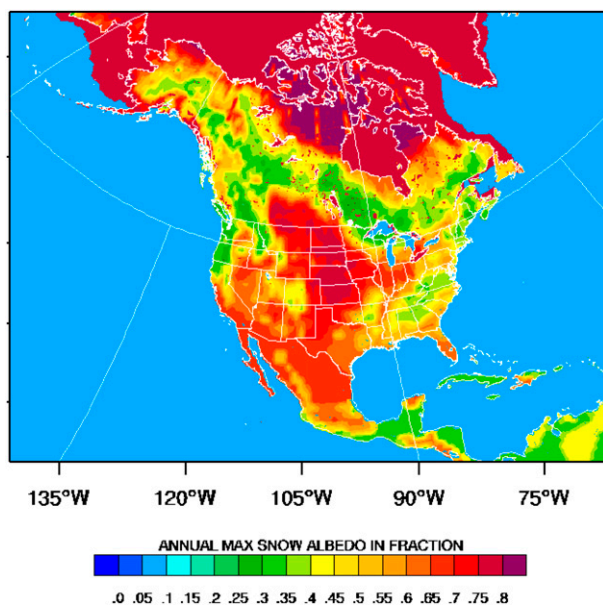 135°W 120°W 105°W 90°W 75°W
ANNUAL MAX SNOW ALBEDO IN FRACTION
.0 .05 .1 .15 .2 .25 .3 .35 .4 .45 .5 .55 .6 .65 .7 .75 .8